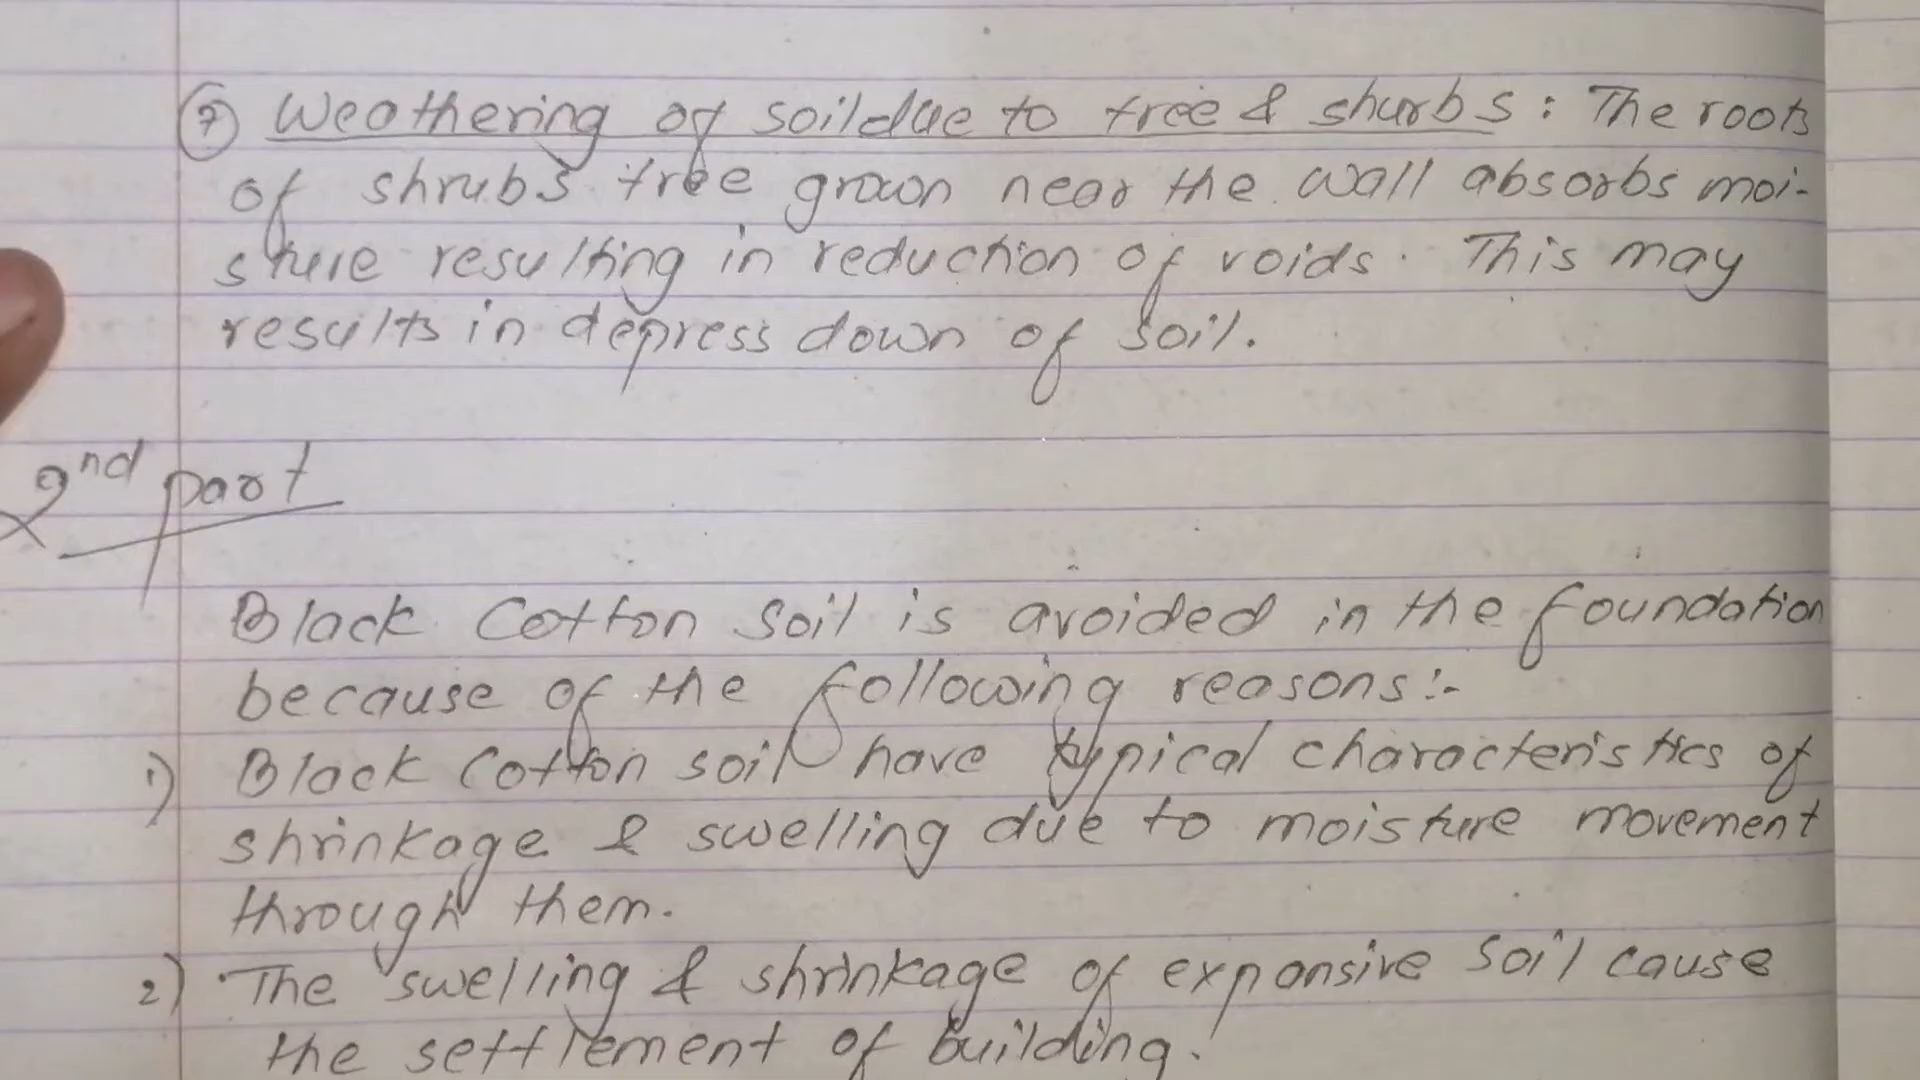 ⑦ Weathering of soil due to tree & shurbs : The roots
of shrubs tree grown near the wall absorbs moi-
sture resulting in reduction of voids. This may
results in depress down of soil.
2nd part
Black Cotton Soil is avoided in the foundation
because of the following reasons:-
1) Black Cotton soil have typical characteristics of
shrinkage & swelling due to moisture movement
through them.
2) The swelling & shrinkage of expansive soil cause
the settlement of building.